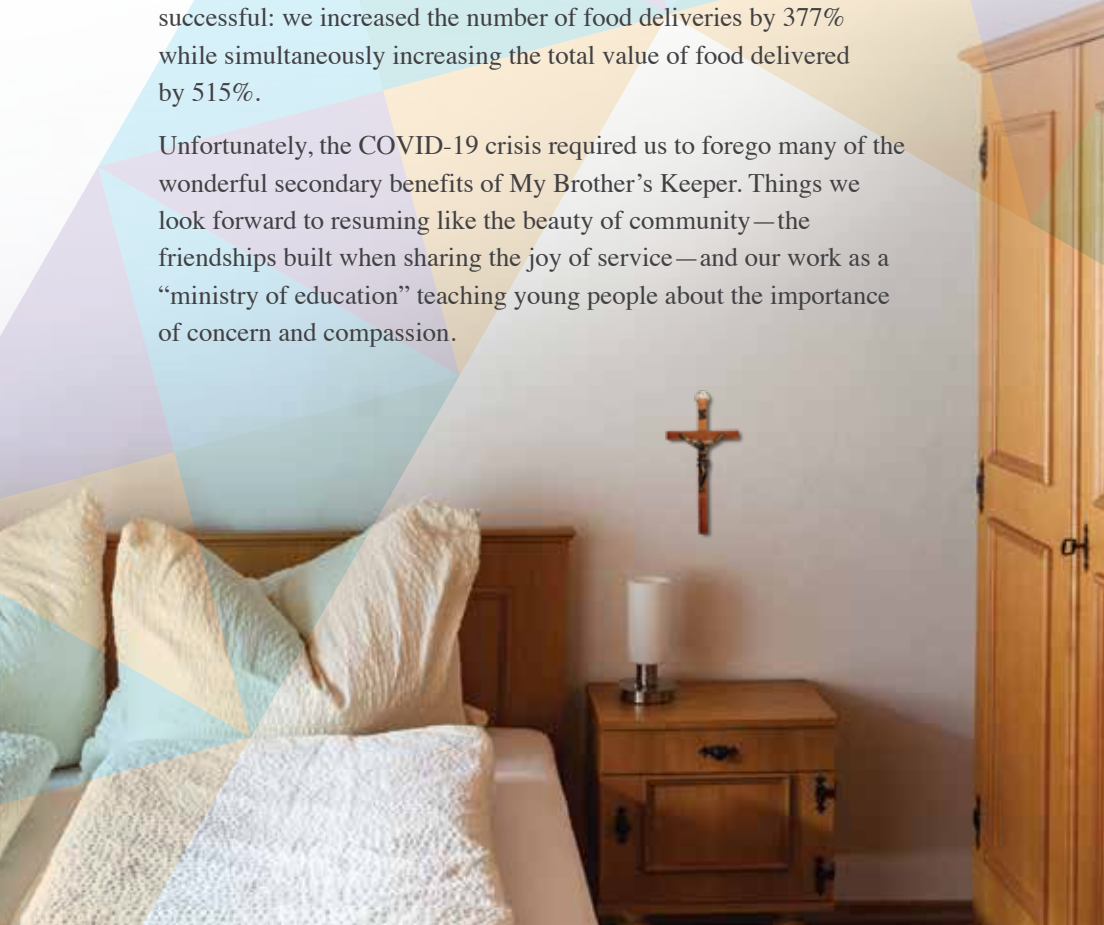 successful: we increased the number of food deliveries by 377%
while simultaneously increasing the total value of food delivered
by 515%.
Unfortunately, the COVID-19 crisis required us to forego many of the
wonderful secondary benefits of My Brother’s Keeper. Things we
look forward to resuming like the beauty of community—the
friendships built when sharing the joy of service—and our work as a
“ministry of education” teaching young people about the importance
of concern and compassion.